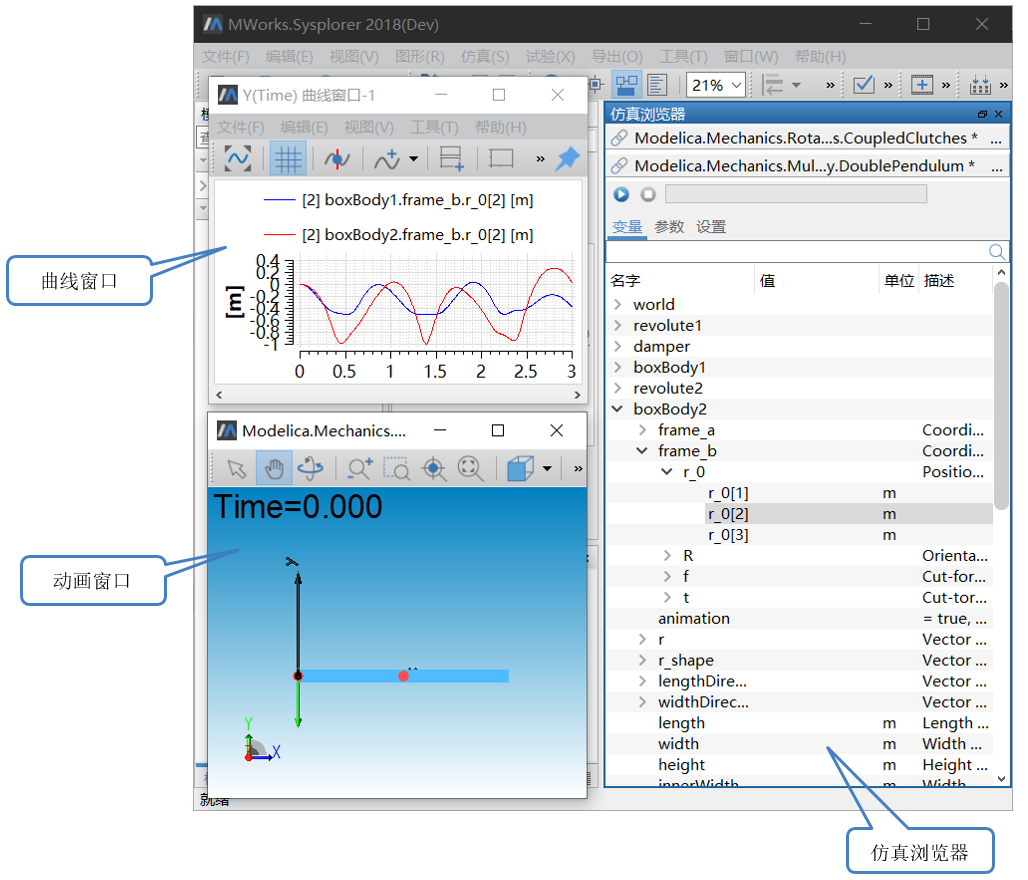 MWorks.Sysplorer 2018(Dev)
文件(F) 编辑(E) 视图(V) 图形(R) 仿真(S) 试验(X) 导出(O) 工具(T) 窗口(W) 帮助(H)
21%
»
»
»
»
Y(Time) 曲线窗口-1
文件(F) 编辑(E) 视图(V) 工具(T) 帮助(H)
»
[2] boxBody1.frame_b.r_0[2] [m]
[2] boxBody2.frame_b.r_0[2] [m]
[m]
0.4
0.2
0
-0.2
-0.4
-0.6
-0.8
-1
0 0.5 1 1.5 2 2.5 3
曲线窗口
Modelica.Mechanics....
»
Time=0.000
Y
X
动画窗口
就绪
仿真浏览器
Modelica.Mechanics.Rota...s.CoupledClutches * ...
Modelica.Mechanics.Mul...y.DoublePendulum * ...
变量 参数 设置
名字 值 单位 描述
world
revolute1
damper
boxBody1
revolute2
boxBody2
frame_a Coordi...
frame_b Coordi...
r_0 Positio...
r_0[1] m
r_0[2] m
r_0[3] m
R Orienta...
f Cut-for...
t Cut-tor...
animation = true, ...
r Vector ...
r_shape Vector ...
lengthDire... Vector ...
widthDirec... Vector ...
length m Length ...
width m Width ...
height m Height ...
innerWidth m Width
仿真浏览器